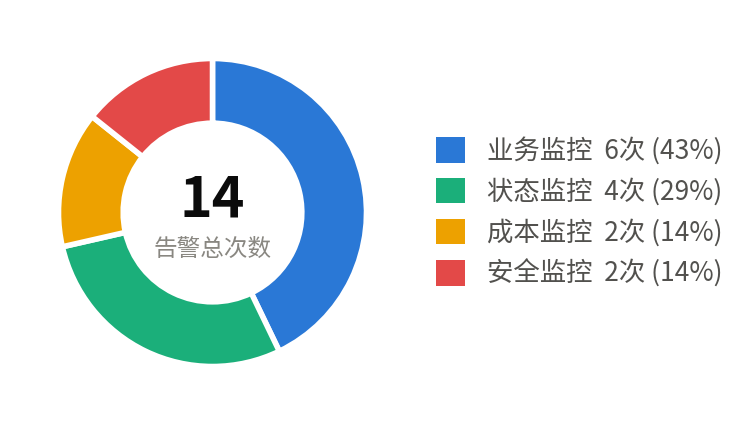 14
告警总次数
业务监控 6次 (43%)
状态监控 4次 (29%)
成本监控 2次 (14%)
安全监控 2次 (14%)